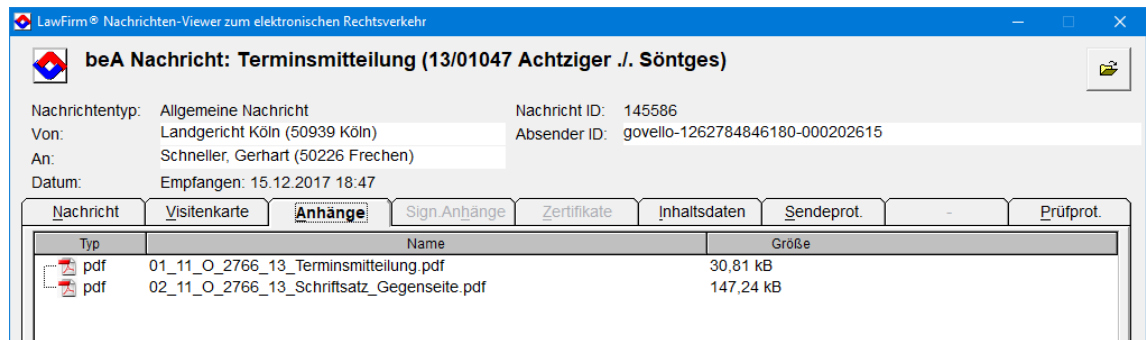 LawFirm® Nachrichten-Viewer zum elektronischen Rechtsverkehr
beA Nachricht: Terminsmitteilung (13/01047 Achtziger ./. Söntges)
Nachrichtentyp: Allgemeine Nachricht Nachricht ID: 145586
Von: Landgericht Köln (50939 Köln) Absender ID: govello-1262784846180-000202615
An: Schneller, Gerhart (50226 Frechen)
Datum: Empfangen: 15.12.2017 18:47
Nachricht Visitenkarte Anhänge Sign.Anhänge Zertifikate Inhaltsdaten Sendeprot. - Prüfprot.
Typ Name Größe
pdf 01_11_O_2766_13_Terminsmitteilung.pdf 30,81 kB
pdf 02_11_O_2766_13_Schriftsatz_Gegenseite.pdf 147,24 kB